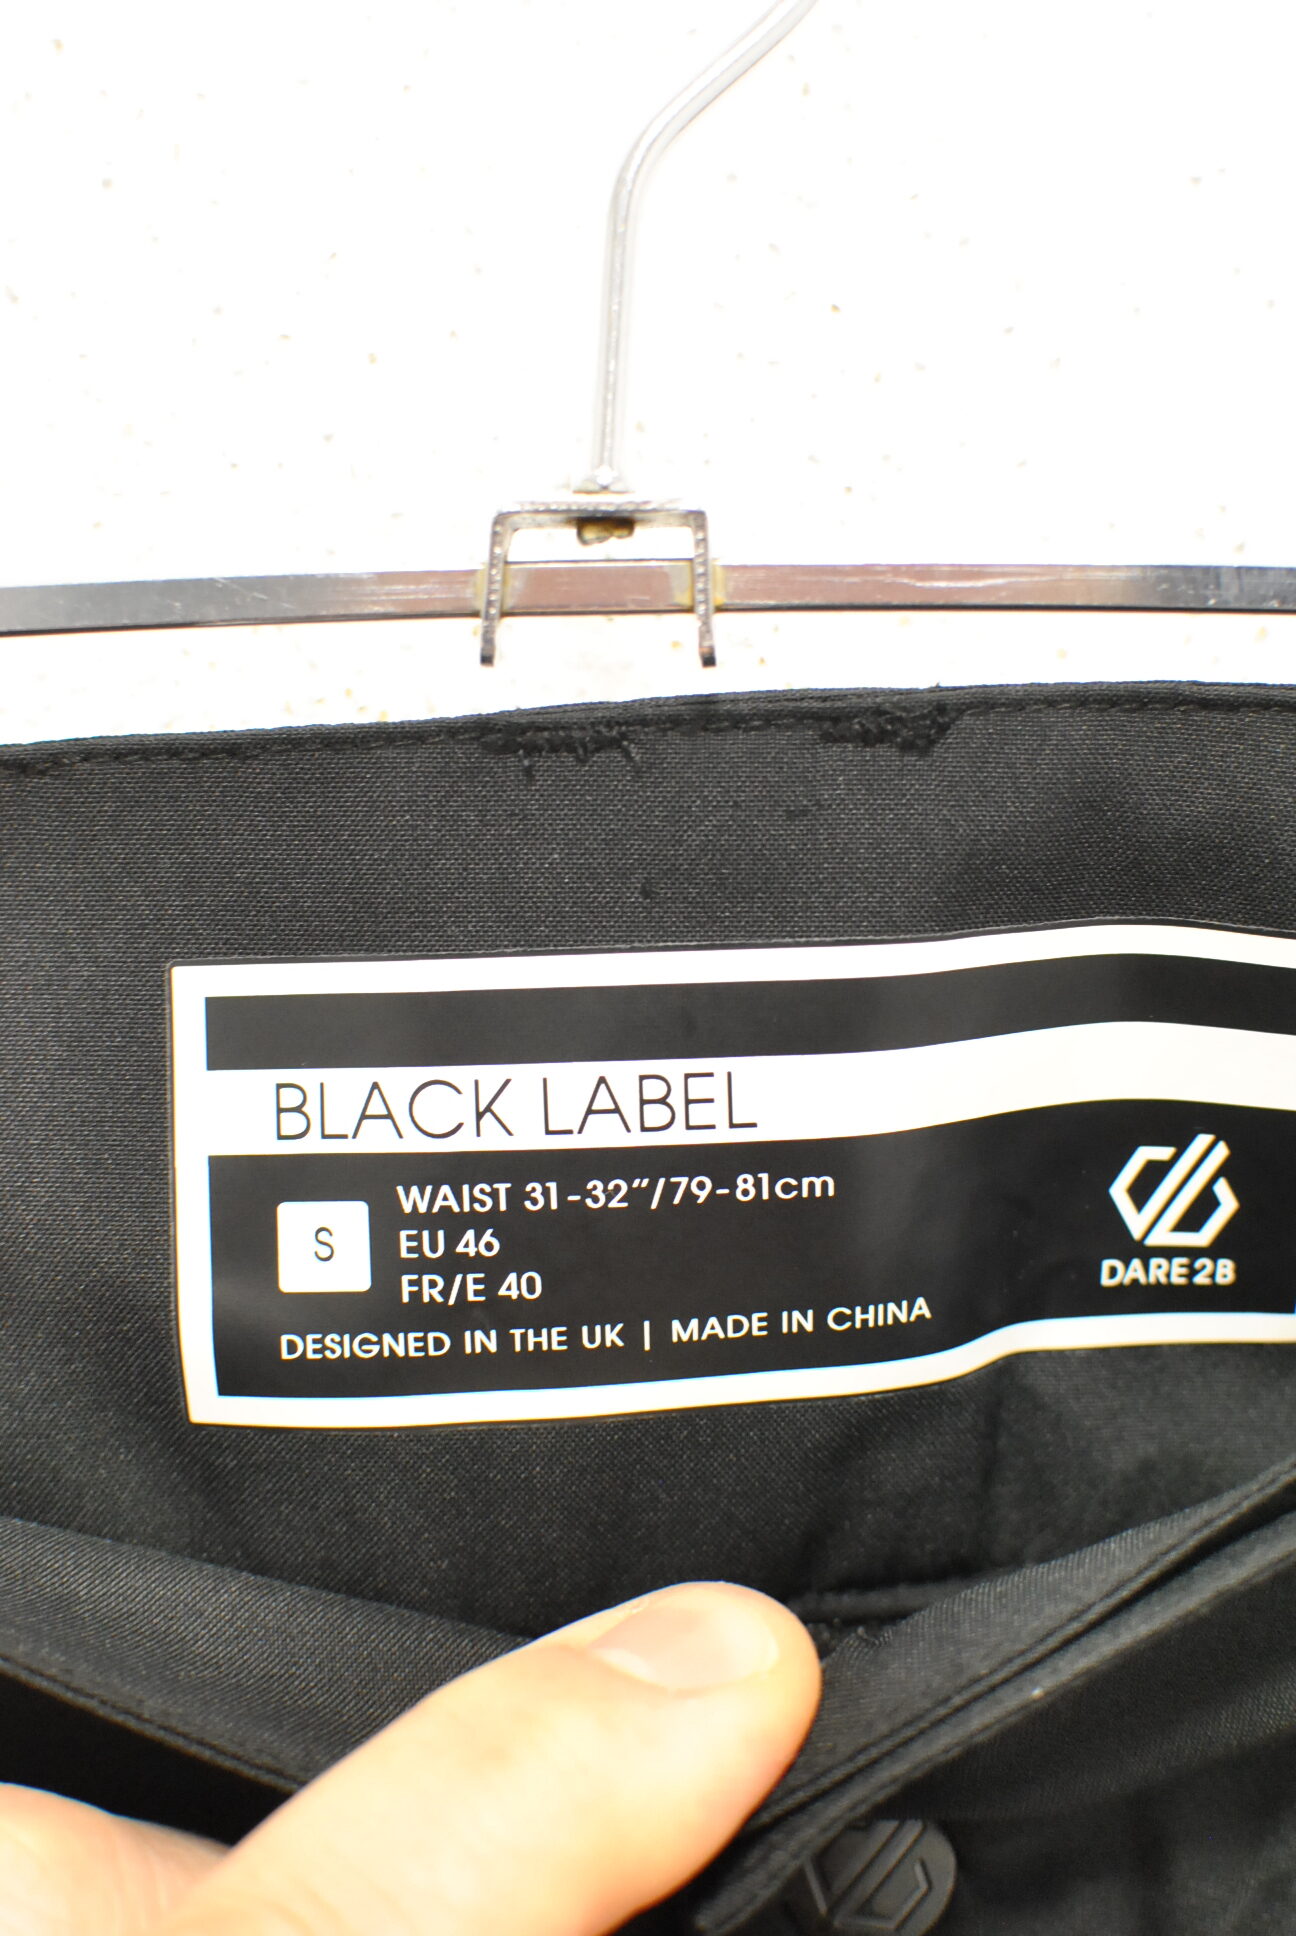 BLACK LABEL
S
WAIST 31-32"/79-81cm
EU 46
FR/E 40
DESIGNED IN THE UK | MADE IN CHINA
DARE2B